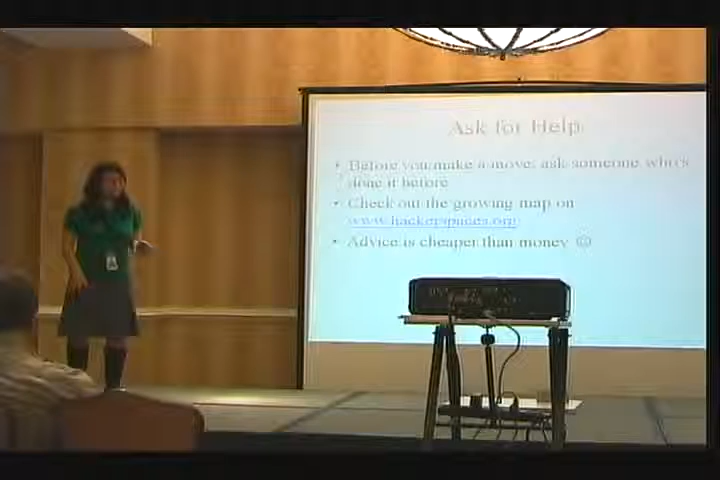 Ask for Help
• Before you make a move, ask someone who's
done it before
• Check out the growing map on
www.hackerspaces.org
• Advice is cheaper than money ☺